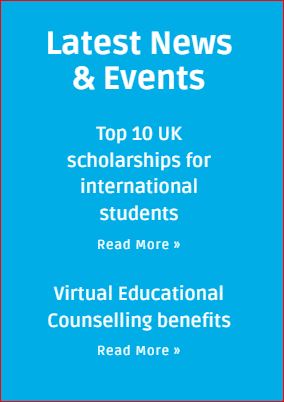 Latest News
& Events
Top 10 UK
scholarships for
international
students
Read More »
Virtual Educational
Counselling benefits
Read More »